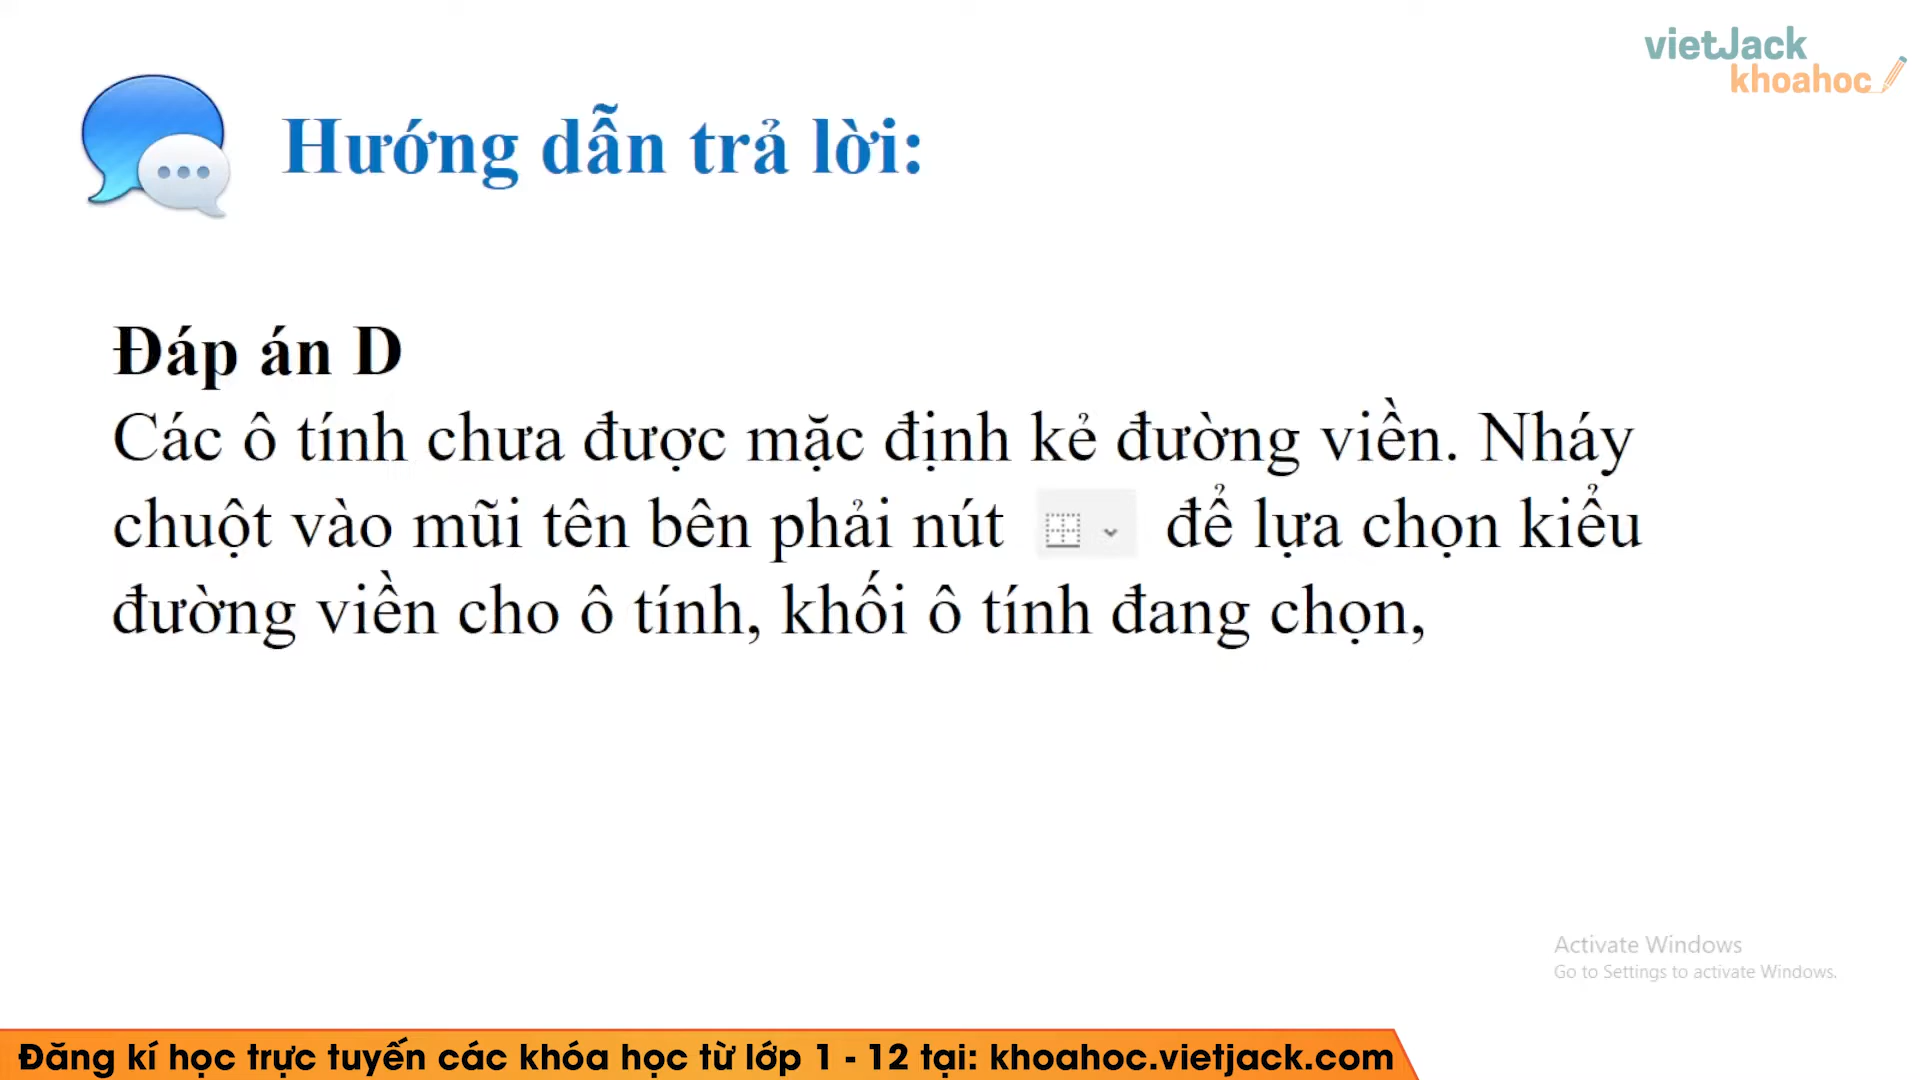 vietJack
khoahoc
Hướng dẫn trả lời:
Đáp án D
Các ô tính chưa được mặc định kẻ đường viền. Nháy
chuột vào mũi tên bên phải nút để lựa chọn kiểu
đường viền cho ô tính, khối ô tính đang chọn,
Activate Windows
Go to Settings to activate Windows.
Đăng kí học trực tuyến các khóa học từ lớp 1 - 12 tại: khoahoc.vietjack.com